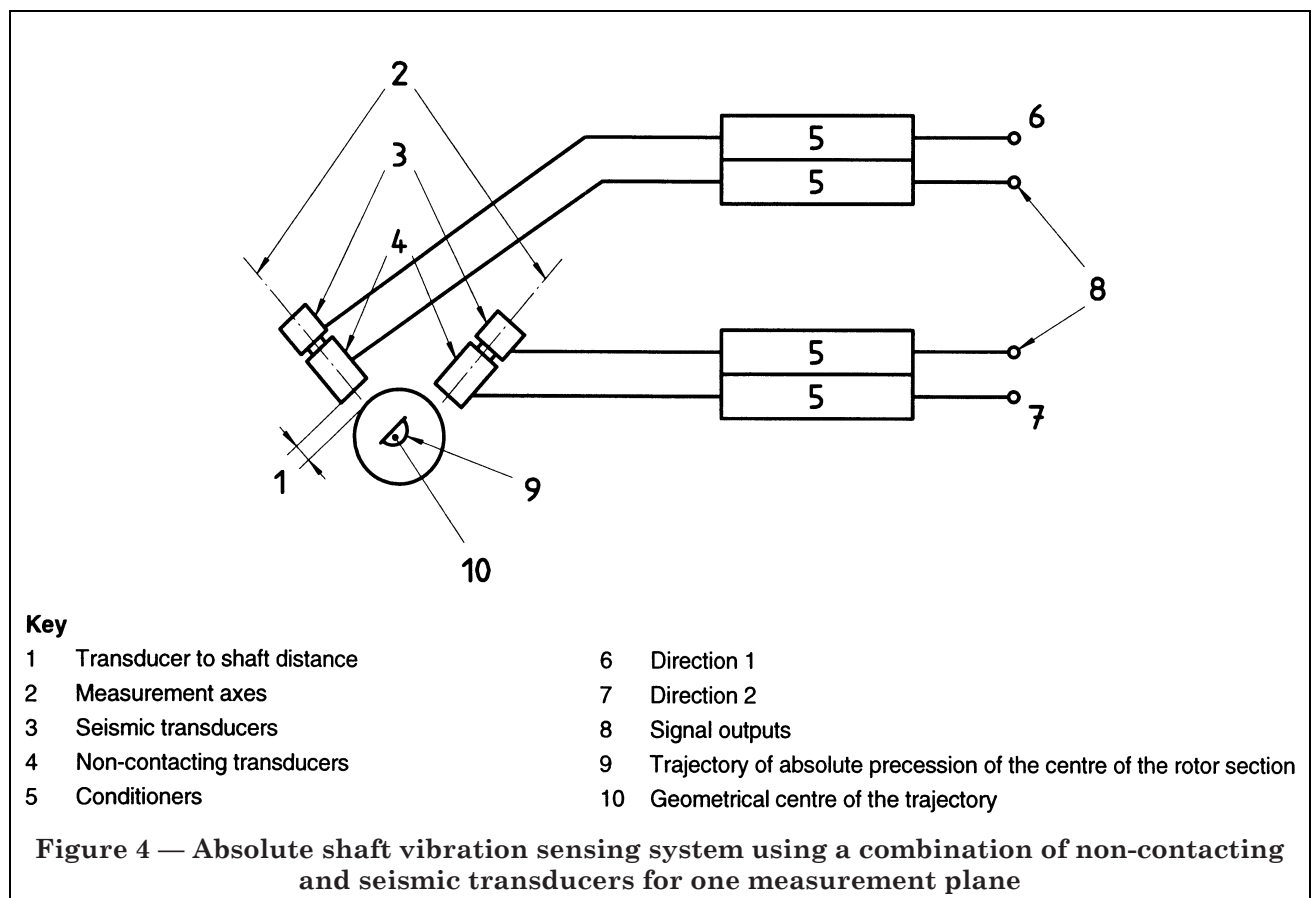 2
6
5
3
5
4
8
5
5
7
1
9
10
Key
1 Transducer to shaft distance
2 Measurement axes
3 Seismic transducers
4 Non-contacting transducers
5 Conditioners
6 Direction 1
7 Direction 2
8 Signal outputs
9 Trajectory of absolute precession of the centre of the rotor section
10 Geometrical centre of the trajectory
Figure 4 — Absolute shaft vibration sensing system using a combination of non-contacting
and seismic transducers for one measurement plane